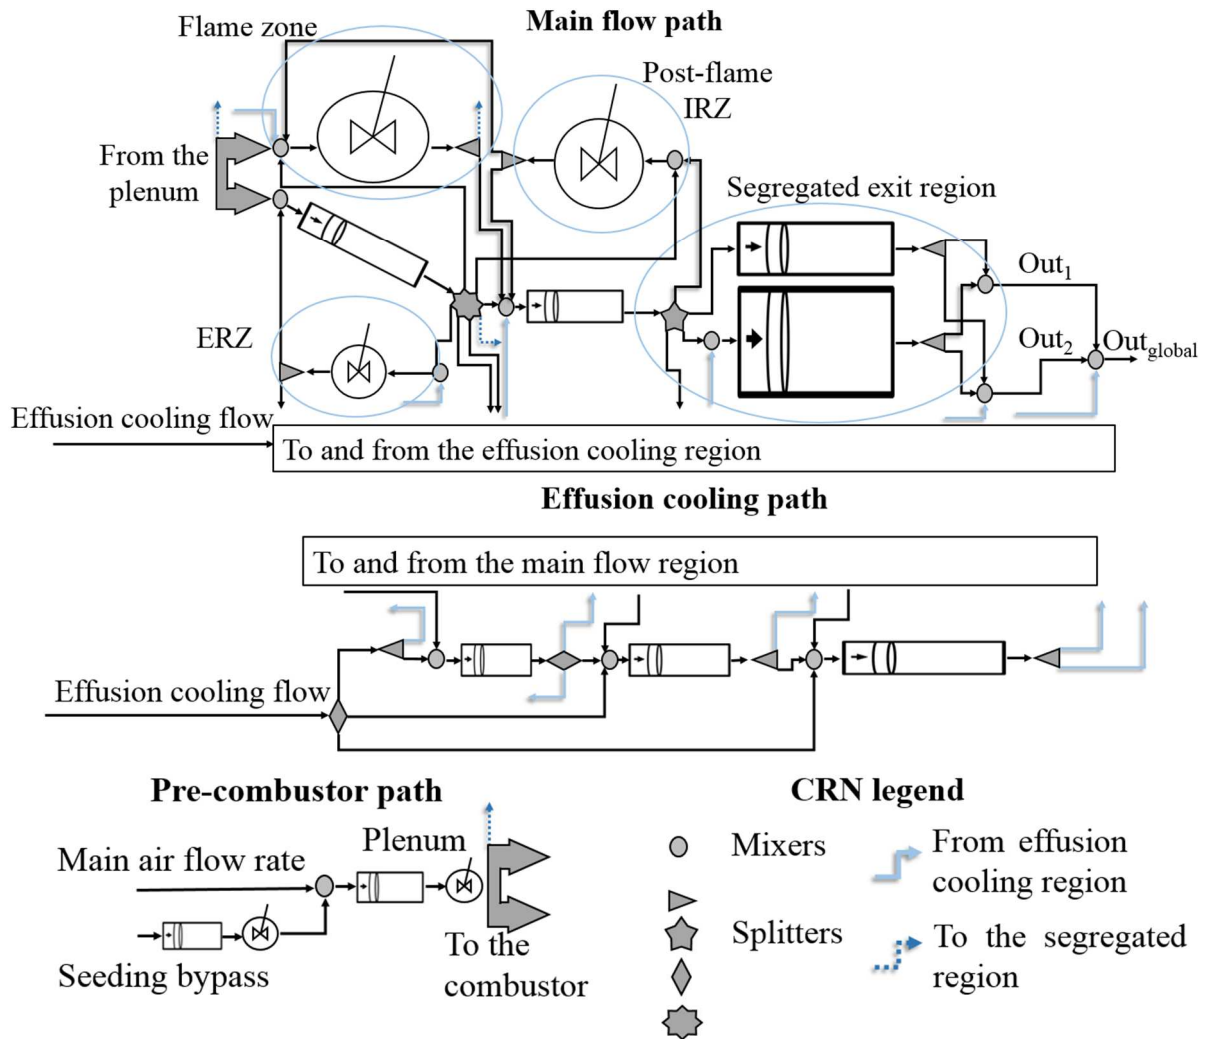 Main flow path
Flame zone
Post-flame
IRZ
From the
plenum
Segregated exit region
Out1
ERZ
Out2
Outglobal
Effusion cooling flow
To and from the effusion cooling region
Effusion cooling path
To and from the main flow region
Effusion cooling flow
Pre-combustor path
Plenum
Main air flow rate
Seeding bypass
To the
combustor
CRN legend
Mixers
Splitters
From effusion
cooling region
To the segregated
region